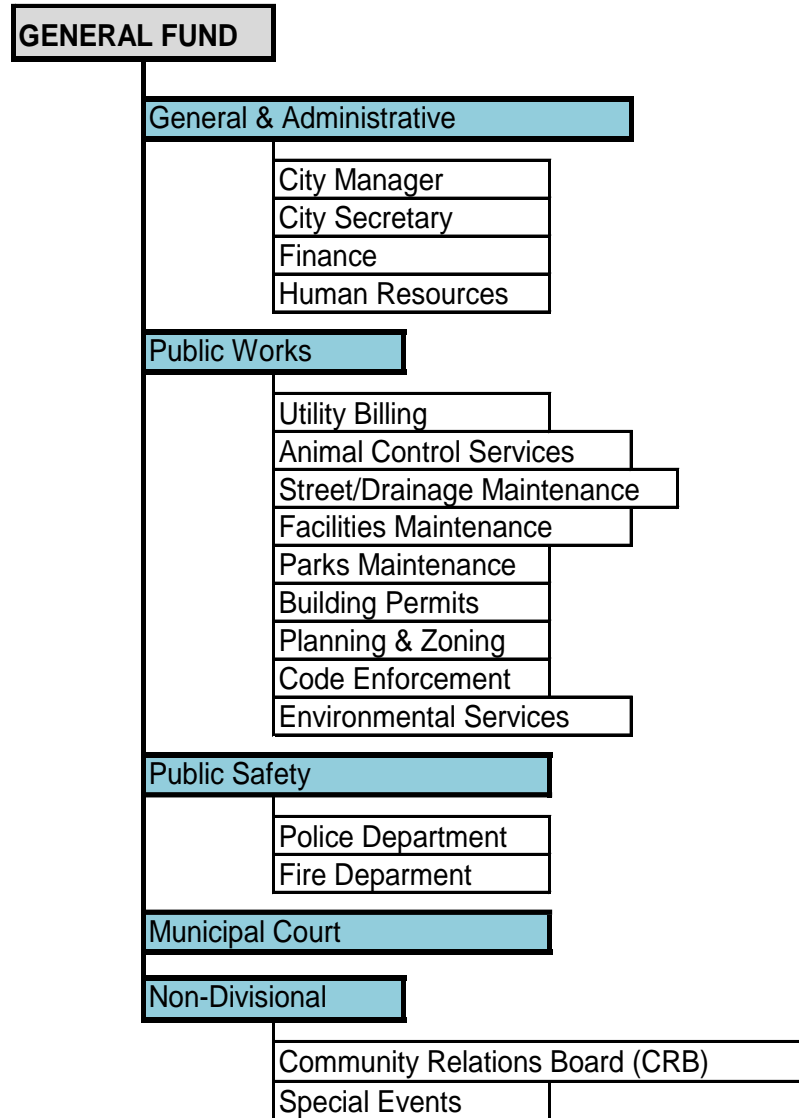 GENERAL FUND
General & Administrative
City Manager
City Secretary
Finance
Human Resources
Public Works
Utility Billing
Animal Control Services
Street/Drainage Maintenance
Facilities Maintenance
Parks Maintenance
Building Permits
Planning & Zoning
Code Enforcement
Environmental Services
Public Safety
Police Department
Fire Deparment
Municipal Court
Non-Divisional
Community Relations Board (CRB)
Special Events